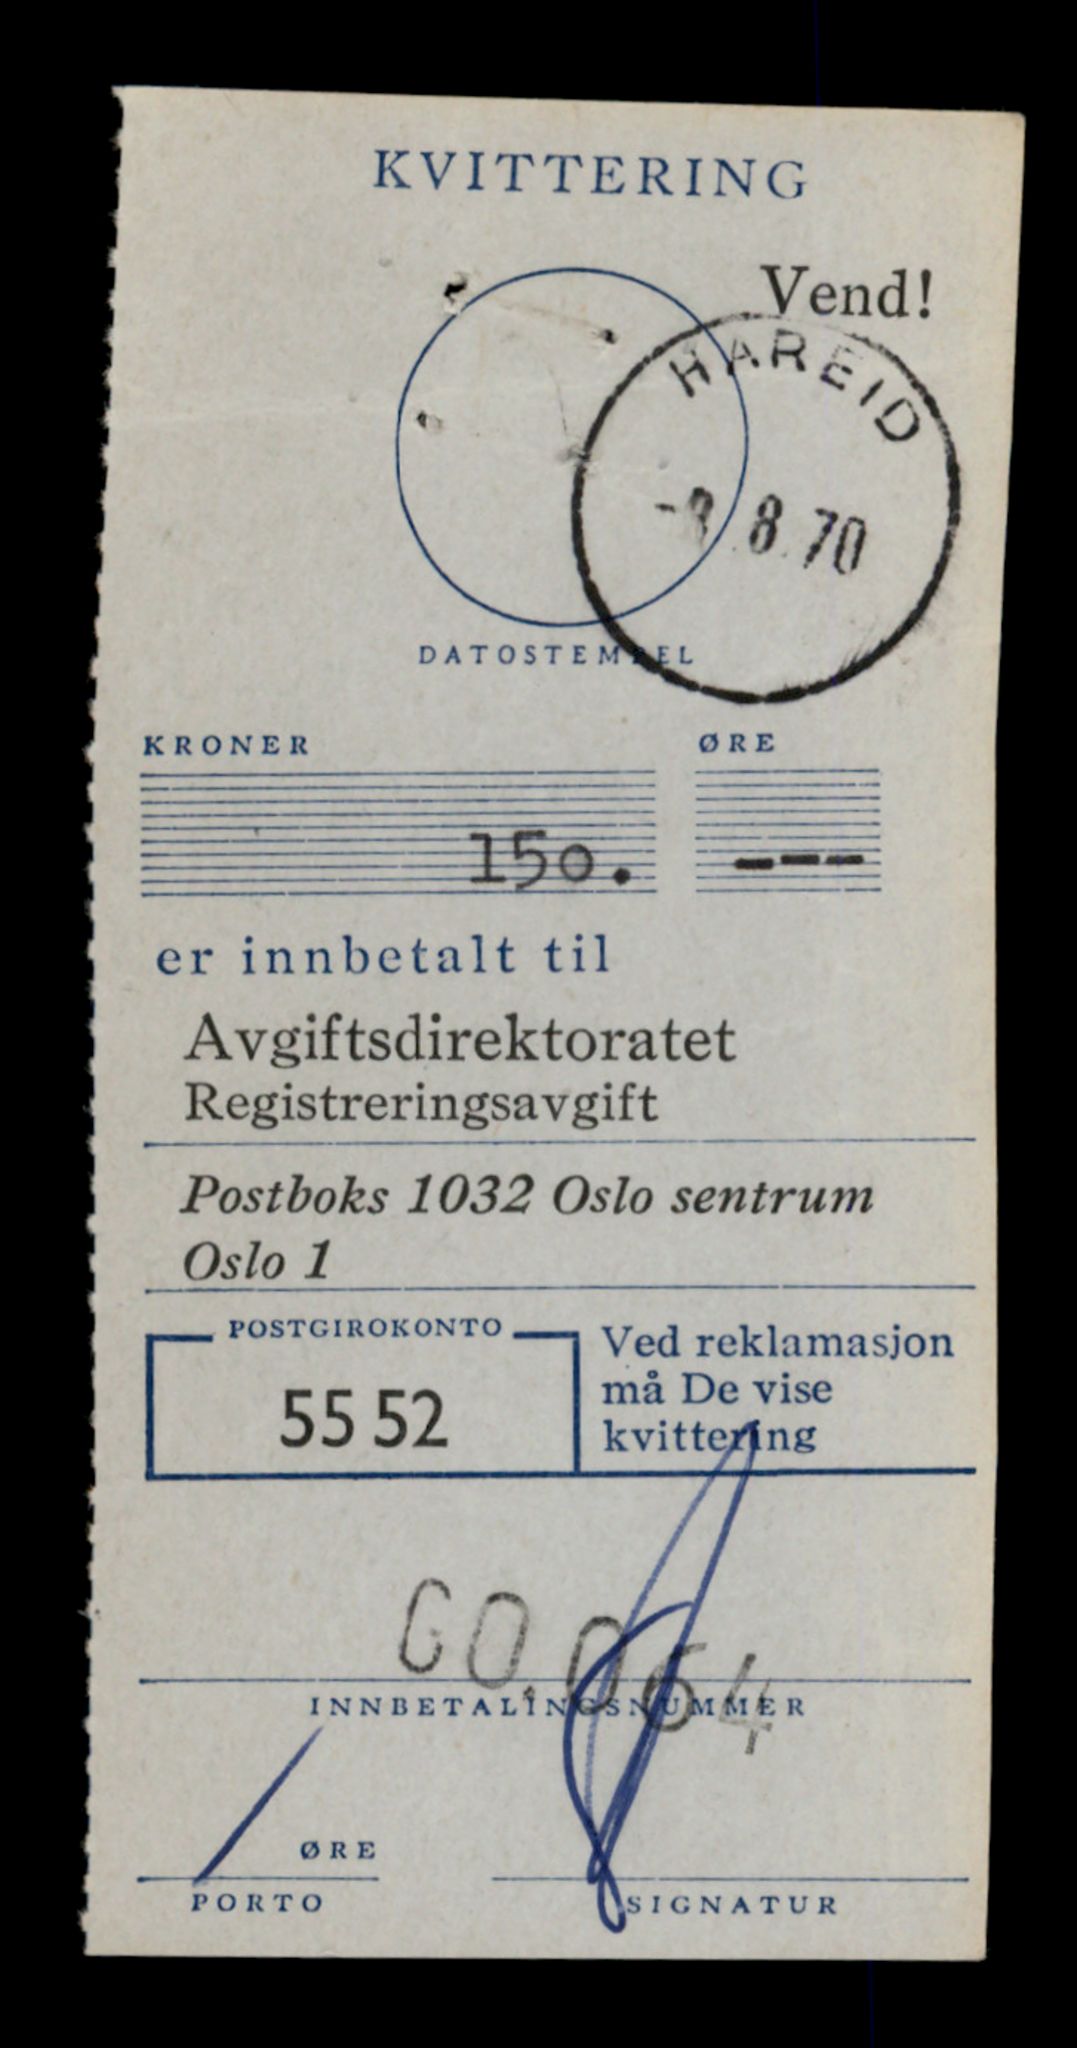 KVITTERING
Vend!
HAREID
8.70
DATOSTEMPEL
KRONER ØRE
150. ---
er innbetalt til
Avgiftsdirektoratet
Registreringsavgift
Postboks 1032 Oslo sentrum
Oslo 1
POSTGIROKONTO
55 52
Ved reklamasjon
må De vise
kvittering
INNBETALINGSNUMMER
ØRE
PORTO SIGNATUR